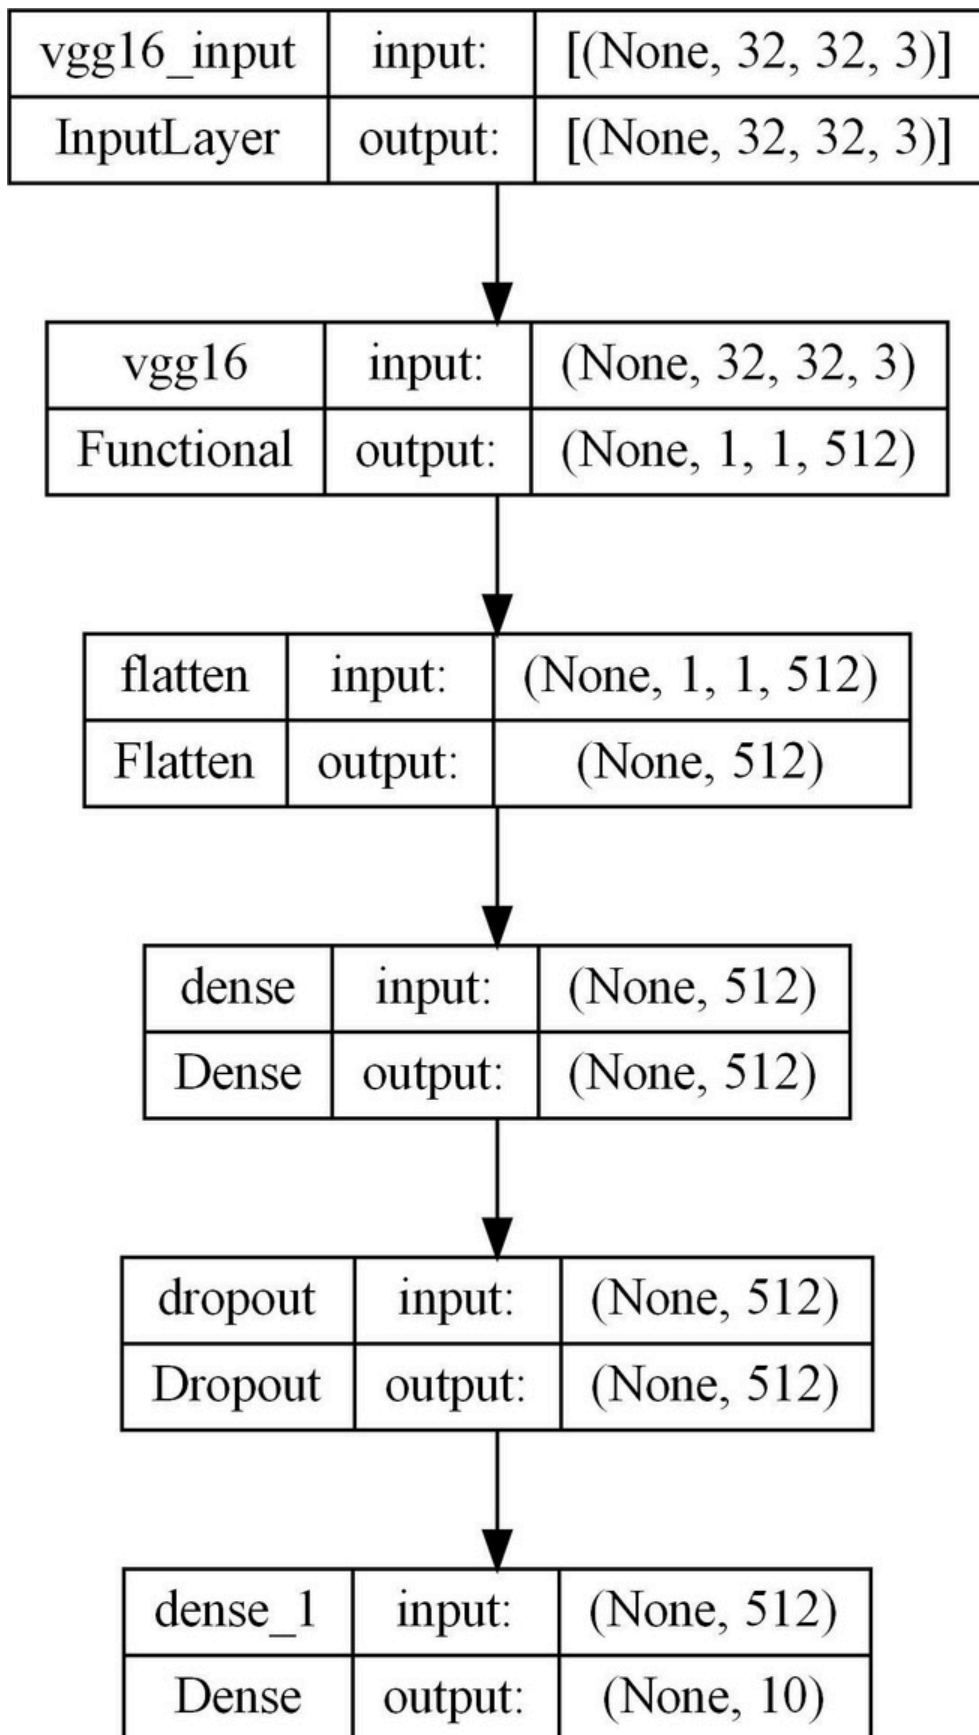 vgg16_input input: [(None, 32, 32, 3)]
InputLayer output: [(None, 32, 32, 3)]
vgg16 input: (None, 32, 32, 3)
Functional output: (None, 1, 1, 512)
flatten input: (None, 1, 1, 512)
Flatten output: (None, 512)
dense input: (None, 512)
Dense output: (None, 512)
dropout input: (None, 512)
Dropout output: (None, 512)
dense_1 input: (None, 512)
Dense output: (None, 10)